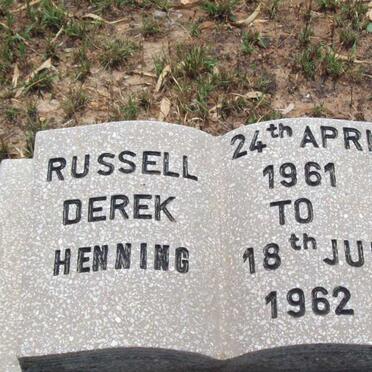 RUSSELL
DEREK
HENNING
24th APRI
1961
TO
18th JU
1962